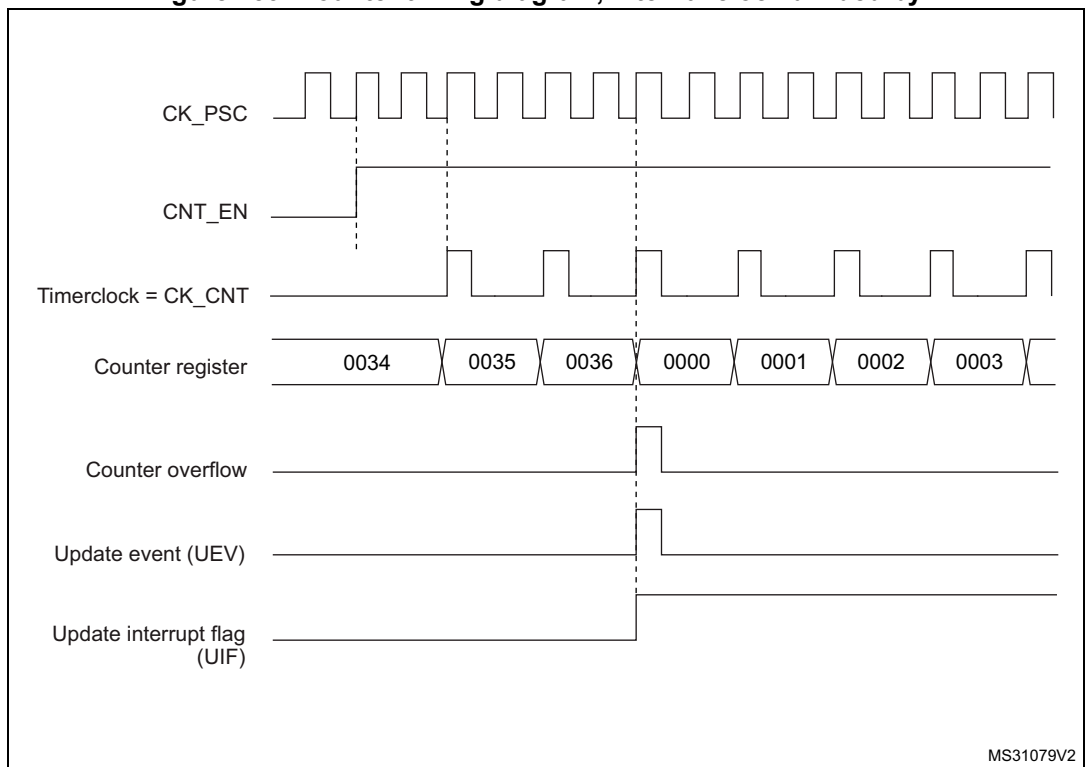 CK_PSC
CNT_EN
Timerclock = CK_CNT
Counter register 0034 0035 0036 0000 0001 0002 0003
Counter overflow
Update event (UEV)
Update interrupt flag
(UIF)
MS31079V2